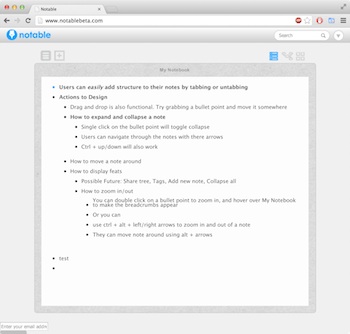 Notable
www.notablebeta.com
notable
Search
My Notebook
Users can easily add structure to their notes by tabbing or untabbing
Actions to Design
Drag and drop is also functional. Try grabbing a bullet point and move it somewhere
How to expand and collapse a note
Single click on the bullet point will toggle collapse
Users can navigate through the notes with there arrows
Ctrl + up/down will also work
How to move a note around
How to display feats
Possible Future: Share tree, Tags, Add new note, Collapse all
How to zoom in/out
You can double click on a bullet point to zoom in, and hover over My Notebook
to make the breadcrumbs appear
Or you can
use ctrl + alt + left/right arrows to zoom in and out of a note
They can move note around using alt + arrows
test
Enter your email addre